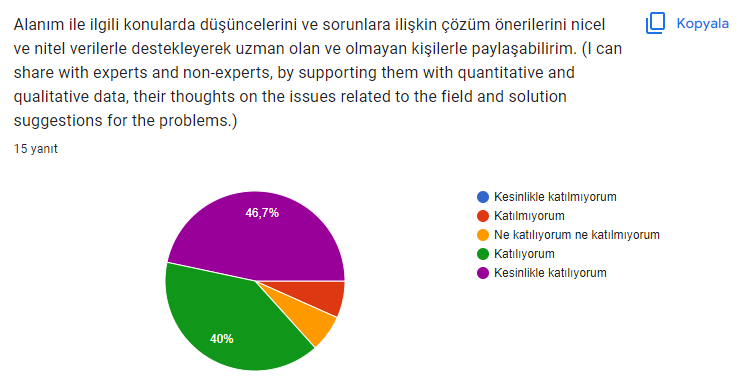 Alanım ile ilgili konularda düşüncelerini ve sorunlara ilişkin çözüm önerilerini nicel
ve nitel verilerle destekleyerek uzman olan ve olmayan kişilerle paylaşabilirim. (I can
share with experts and non-experts, by supporting them with quantitative and
qualitative data, their thoughts on the issues related to the field and solution
suggestions for the problems.)
Kopyala
15 yanıt
46,7%
40%
Kesinlikle katılmıyorum
Katılmıyorum
Ne katılıyorum ne katılmıyorum
Katılıyorum
Kesinlikle katılıyorum